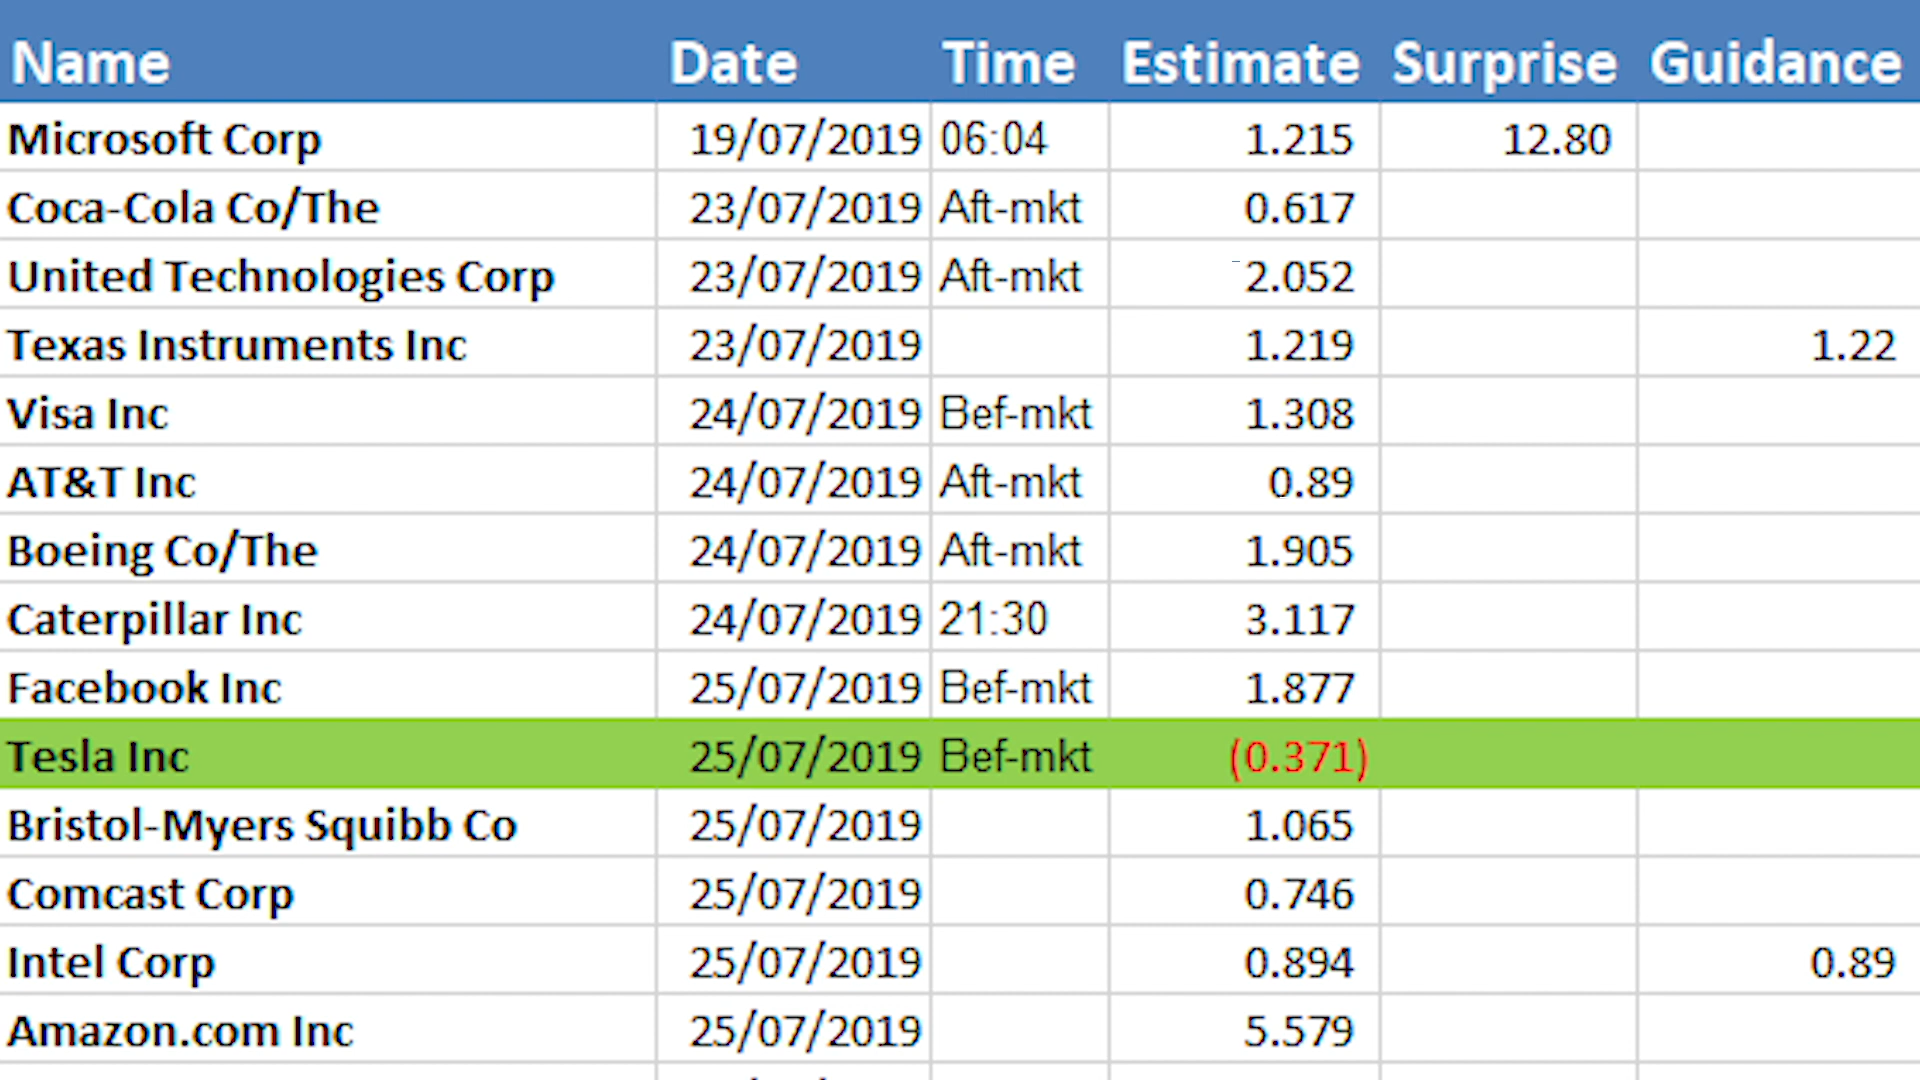 Name Date Time Estimate Surprise Guidance
Microsoft Corp 19/07/2019 06:04 1.215 12.80
Coca-Cola Co/The 23/07/2019 Aft-mkt 0.617
United Technologies Corp 23/07/2019 Aft-mkt 2.052
Texas Instruments Inc 23/07/2019 1.219 1.22
Visa Inc 24/07/2019 Bef-mkt 1.308
AT&T Inc 24/07/2019 Aft-mkt 0.89
Boeing Co/The 24/07/2019 Aft-mkt 1.905
Caterpillar Inc 24/07/2019 21:30 3.117
Facebook Inc 25/07/2019 Bef-mkt 1.877
Tesla Inc 25/07/2019 Bef-mkt (0.371)
Bristol-Myers Squibb Co 25/07/2019 1.065
Comcast Corp 25/07/2019 0.746
Intel Corp 25/07/2019 0.894 0.89
Amazon.com Inc 25/07/2019 5.579